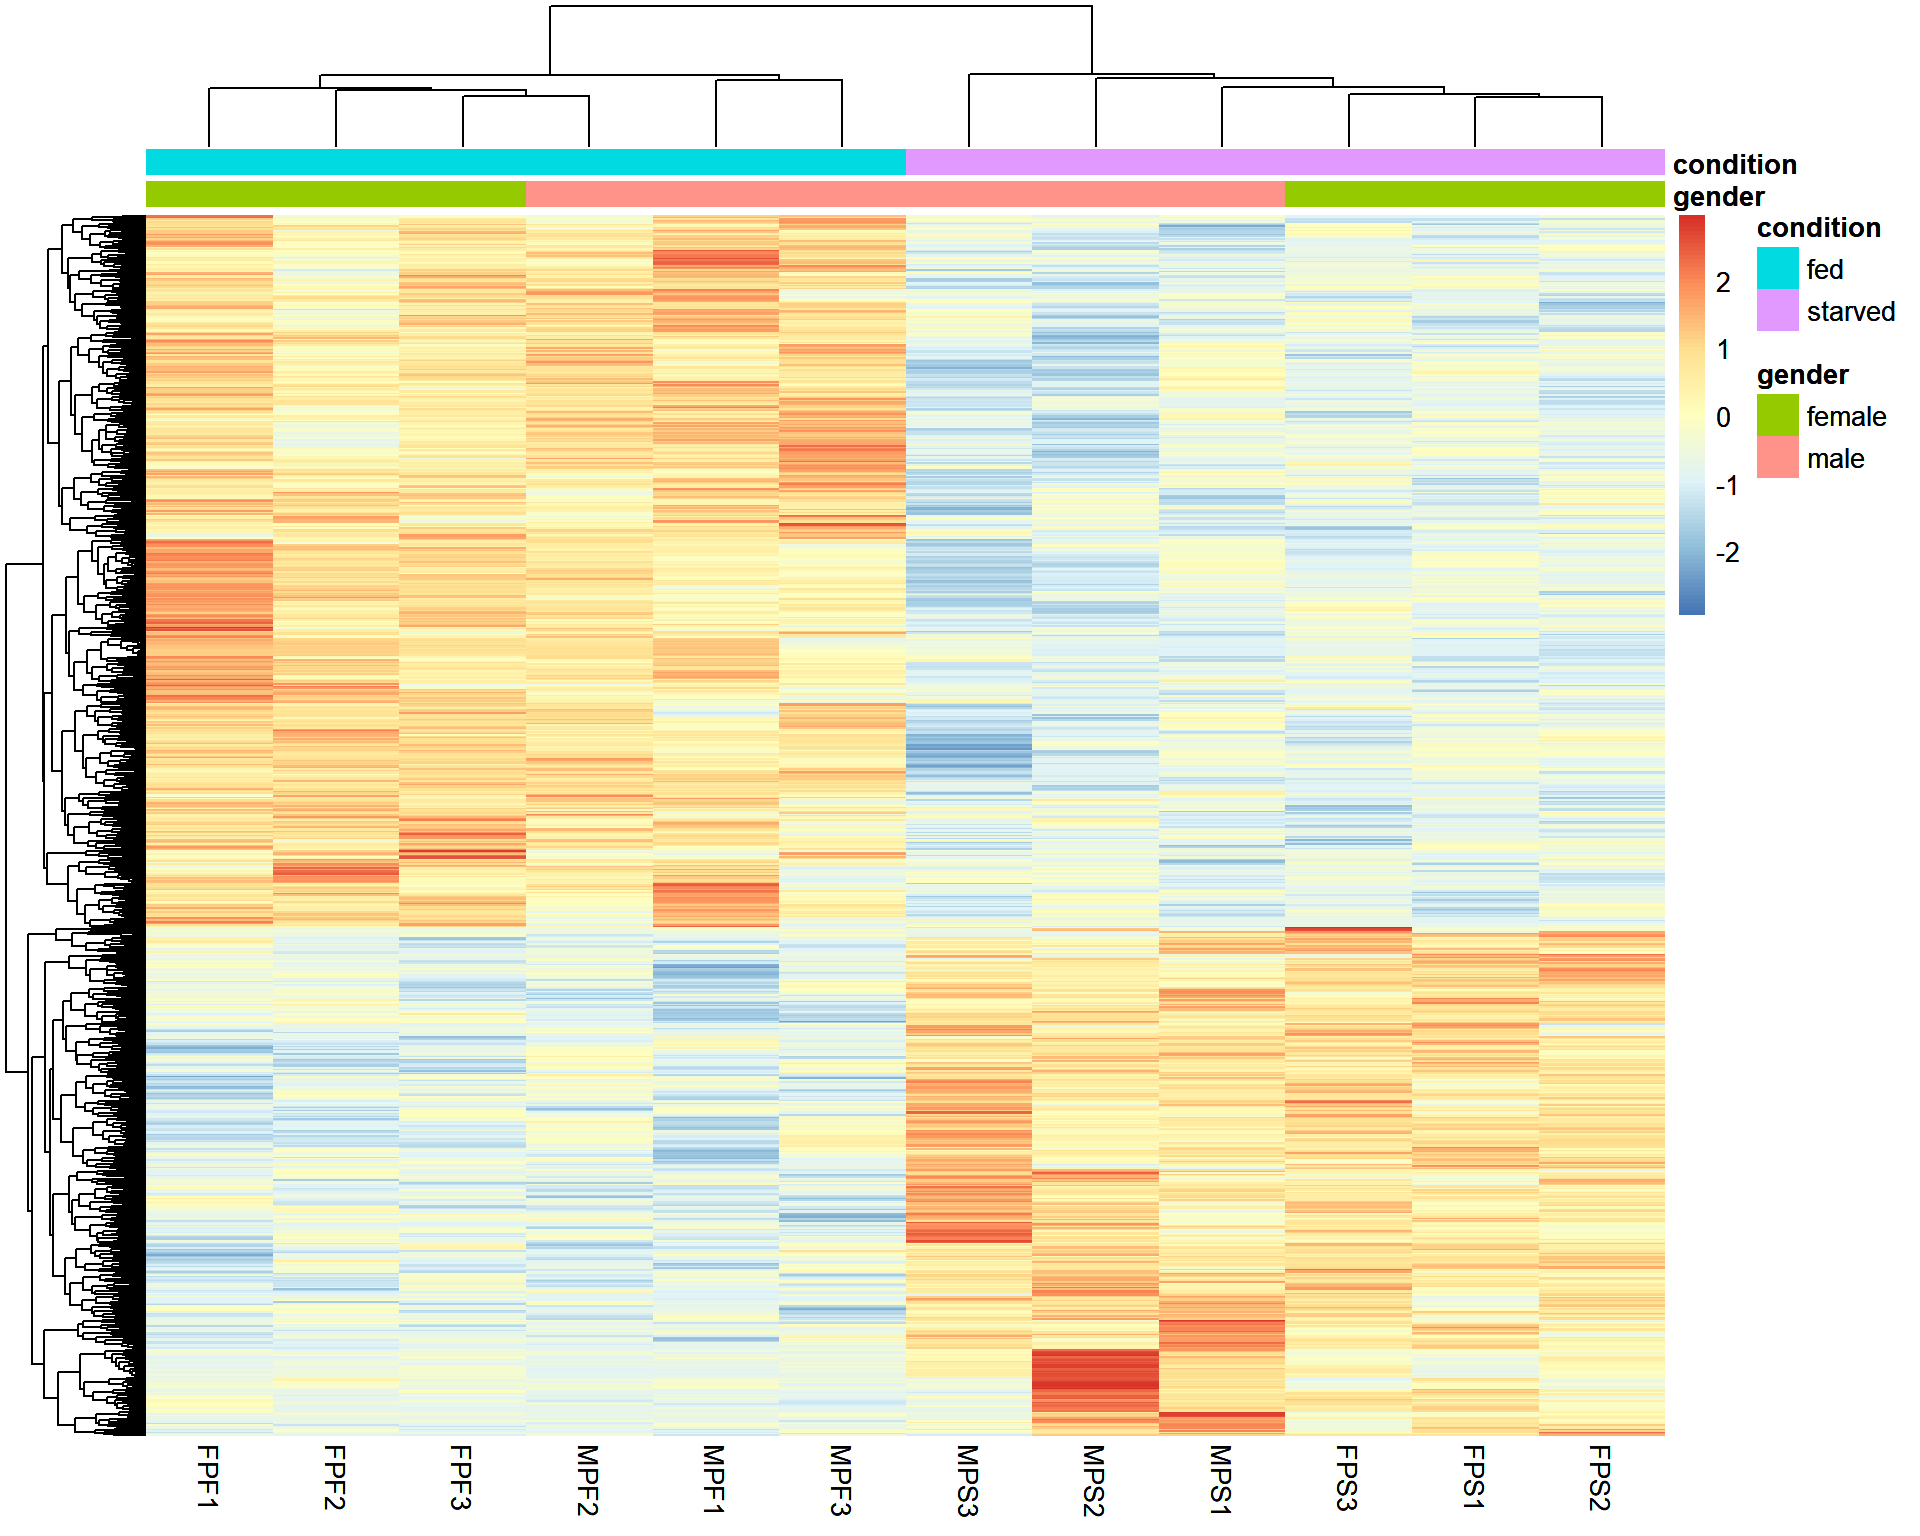 condition
gender
condition
fed
starved
gender
female
male
2
1
0
-1
-2
FPF1
FPF2
FPF3
MPF2
MPF1
MPF3
MPS3
MPS2
MPS1
FPS3
FPS1
FPS2